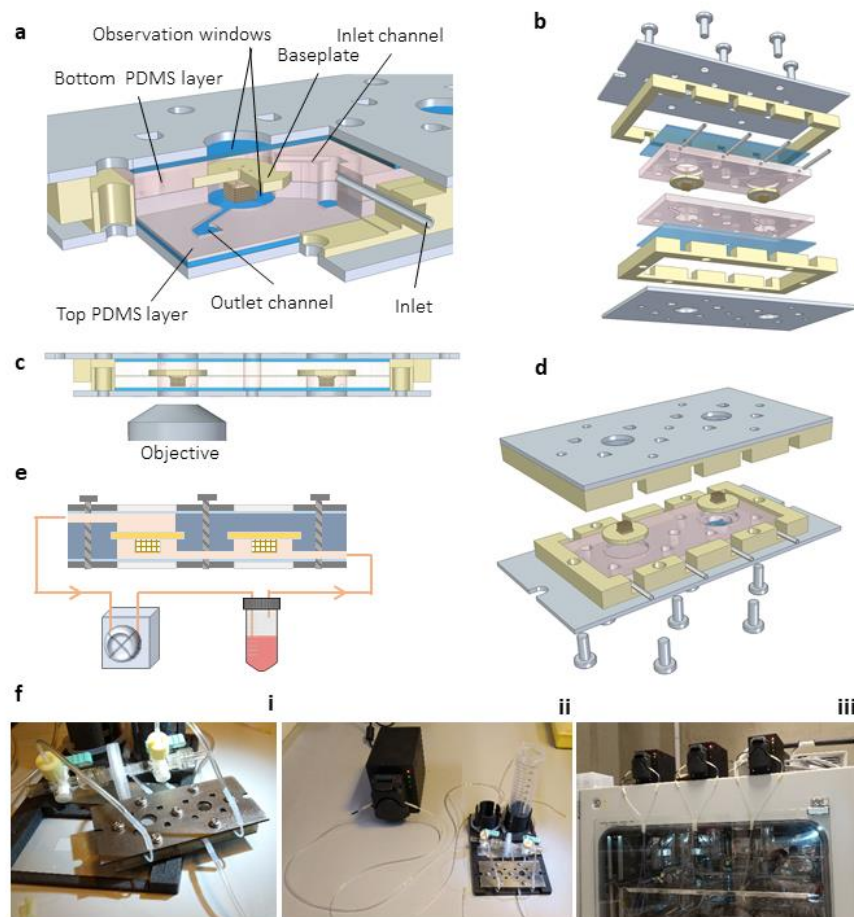 a
Observation windows
Baseplate
Inlet channel
Bottom PDMS layer
Top PDMS layer
Outlet channel
Inlet
b
c
Objective
d
e
f
i
ii
iii